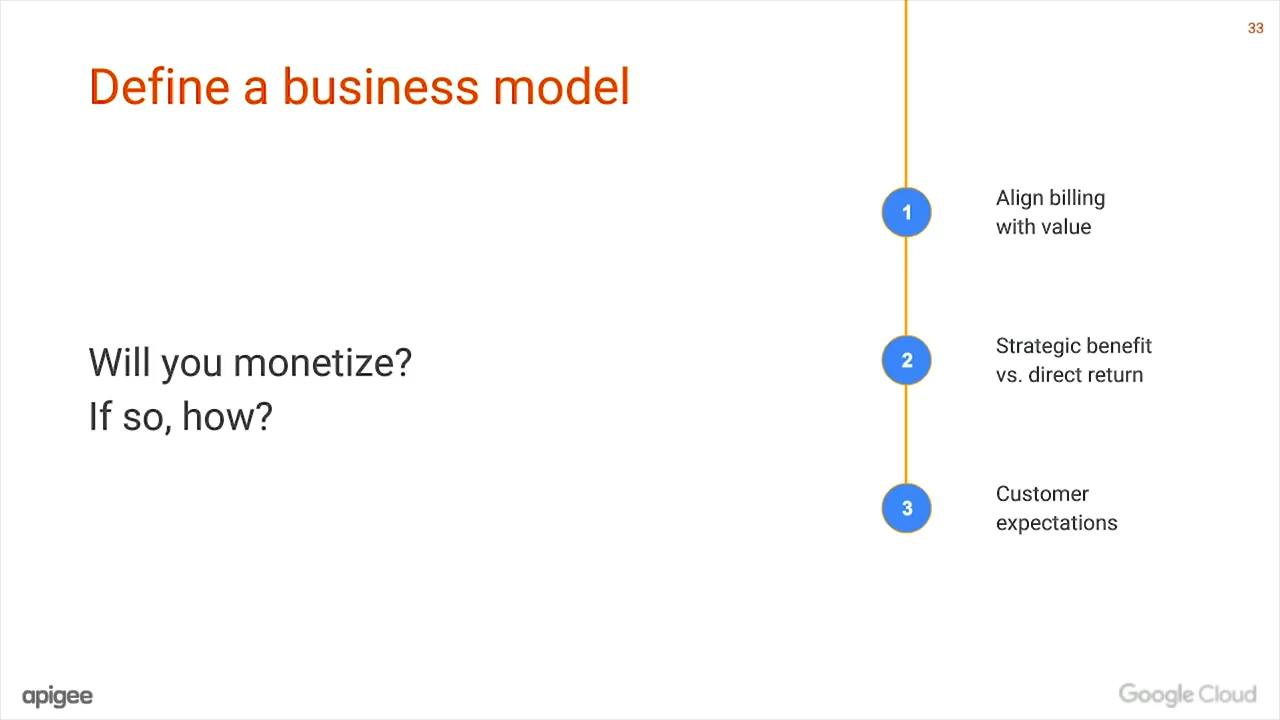 33
Define a business model
Will you monetize?
If so, how?
1
Align billing
with value
2
Strategic benefit
vs. direct return
3
Customer
expectations
apigee
Google Cloud